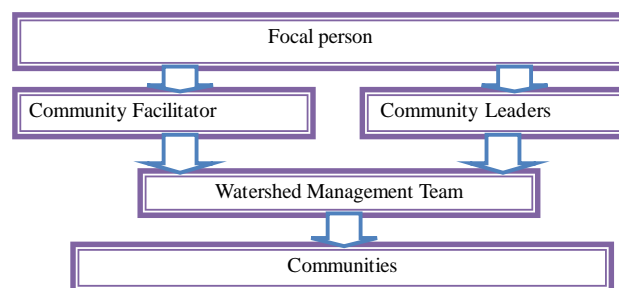 Focal person
Community Facilitator
Community Leaders
Watershed Management Team
Communities